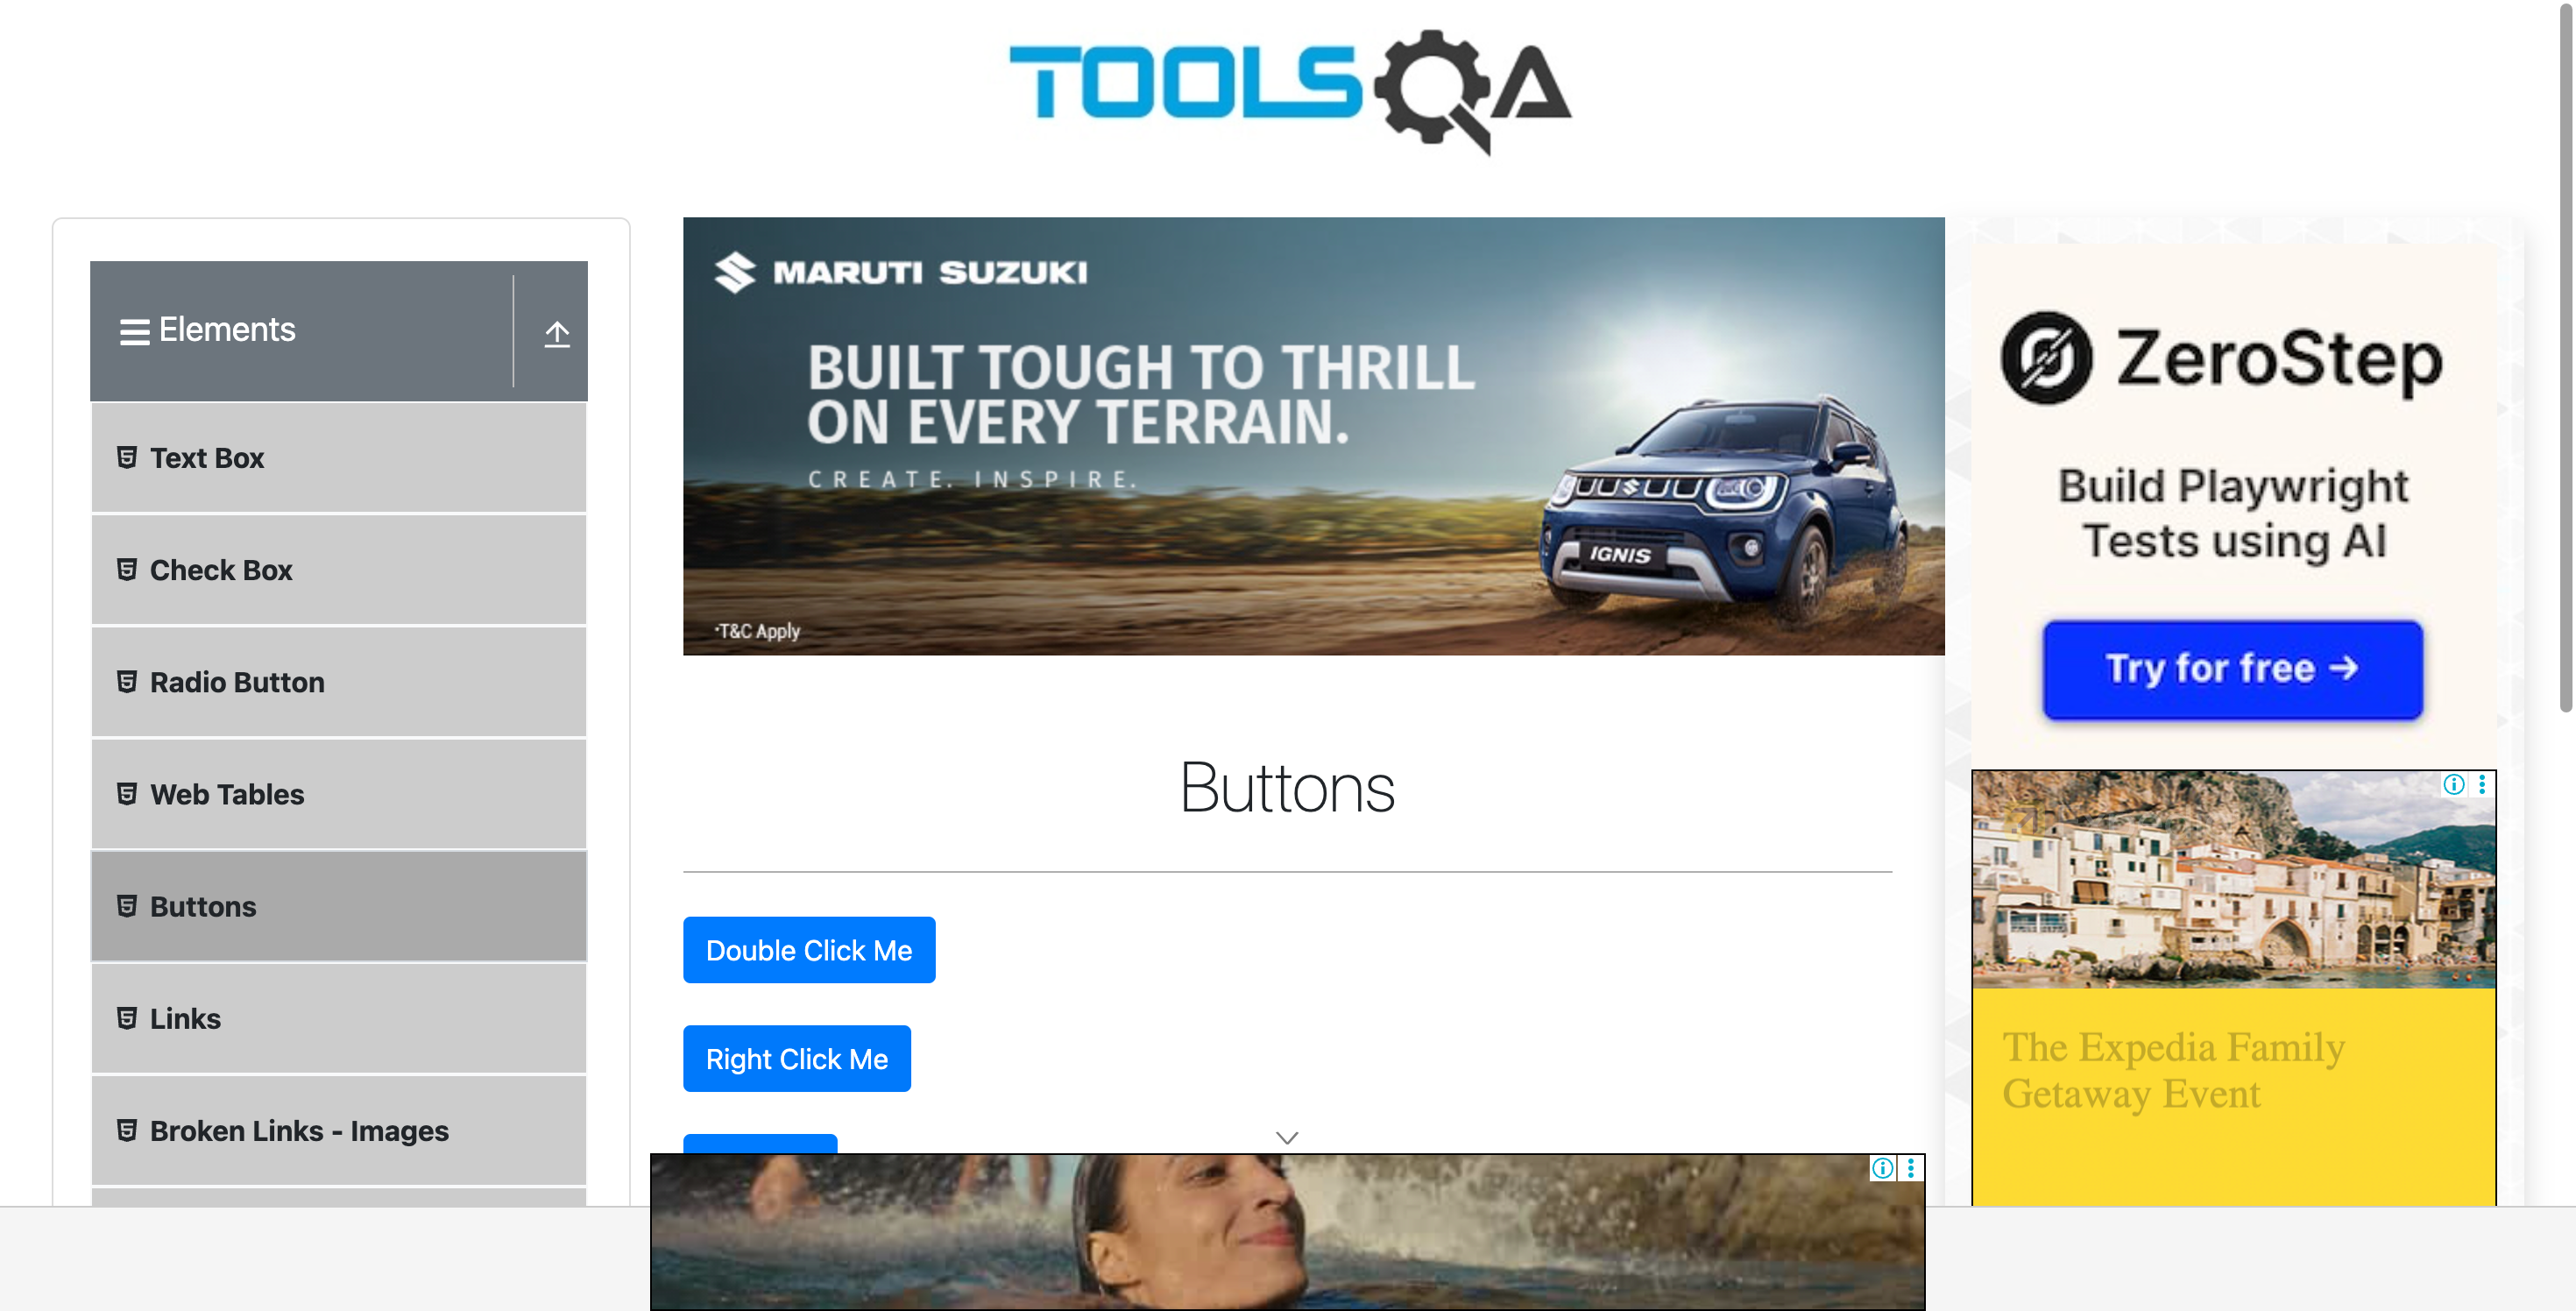 TOOLSQA
Elements
Text Box
Check Box
Radio Button
Web Tables
Buttons
Links
Broken Links - Images
MARUTI SUZUKI
BUILT TOUGH TO THRILL
ON EVERY TERRAIN.
CREATE. INSPIRE.
IGNIS
*T&C Apply
Buttons
Double Click Me
Right Click Me
ZeroStep
Build Playwright
Tests using AI
Try for free →
The Expedia Family
Getaway Event